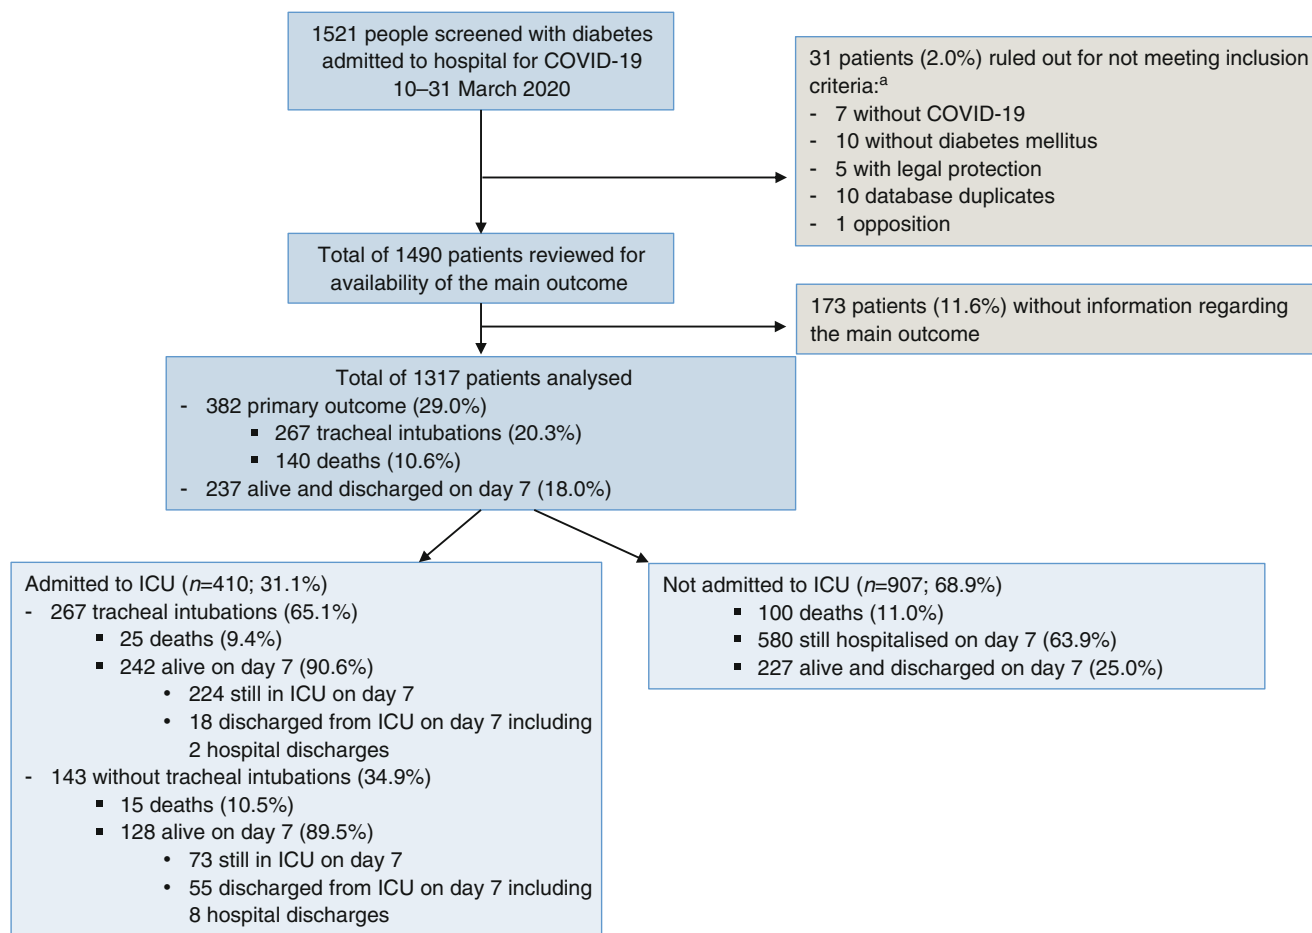 1521 people screened with diabetes
admitted to hospital for COVID-19
10–31 March 2020
31 patients (2.0%) ruled out for not meeting inclusion
criteria:a
- 7 without COVID-19
- 10 without diabetes mellitus
- 5 with legal protection
- 10 database duplicates
- 1 opposition
Total of 1490 patients reviewed for
availability of the main outcome
173 patients (11.6%) without information regarding
the main outcome
Total of 1317 patients analysed
- 382 primary outcome (29.0%)
▪ 267 tracheal intubations (20.3%)
▪ 140 deaths (10.6%)
- 237 alive and discharged on day 7 (18.0%)
Admitted to ICU (n=410; 31.1%)
- 267 tracheal intubations (65.1%)
▪ 25 deaths (9.4%)
▪ 242 alive on day 7 (90.6%)
• 224 still in ICU on day 7
• 18 discharged from ICU on day 7 including
2 hospital discharges
- 143 without tracheal intubations (34.9%)
▪ 15 deaths (10.5%)
▪ 128 alive on day 7 (89.5%)
• 73 still in ICU on day 7
• 55 discharged from ICU on day 7 including
8 hospital discharges
Not admitted to ICU (n=907; 68.9%)
▪ 100 deaths (11.0%)
▪ 580 still hospitalised on day 7 (63.9%)
▪ 227 alive and discharged on day 7 (25.0%)